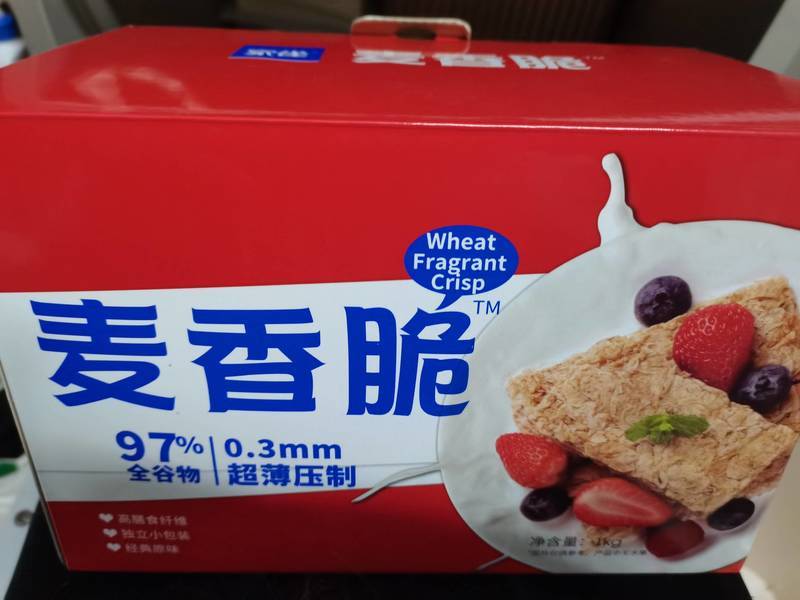 麦香脆
Wheat
Fragrant
Crisp
TM
麦香脆
97%
全谷物
0.3mm
超薄压制
高膳食纤维
独立小包装
经典原味
净含量：1kg